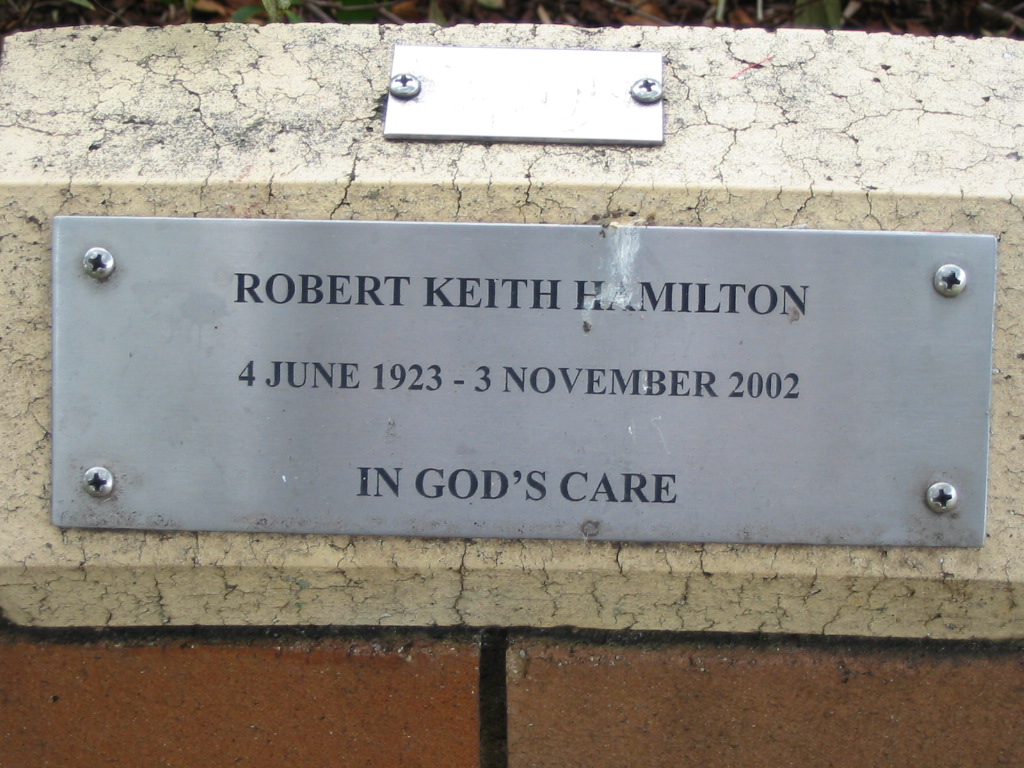 ROBERT KEITH HAMILTON
4 JUNE 1923 - 3 NOVEMBER 2002
IN GOD'S CARE